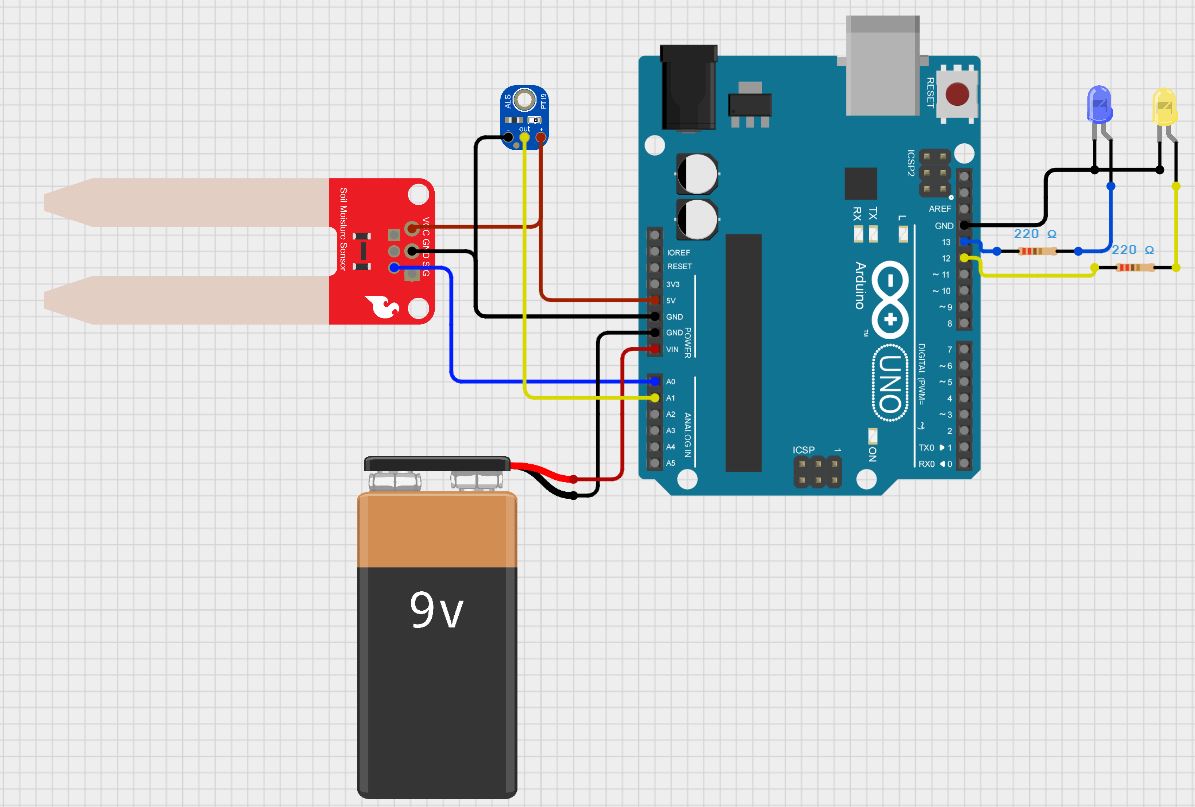 ALS
PT19
out
-
+
Soil Moisture Sensor
VCC GND SIG
9v
RESET
ICSP2
AREF
GND
13
12
~ 11
~ 10
~ 9
8
7
~ 6
~ 5
4
~ 3
2
TX0 ▶ 1
RX0 ◀ 0
DIGITAL (PWM= ~)
IOREF
RESET
3V3
5V
GND
GND
VIN
POWER
A0
A1
A2
A3
A4
A5
ANALOG IN
RX
TX
L
Arduino
™
UNO
ON
ICSP
1
220 Ω
220 Ω